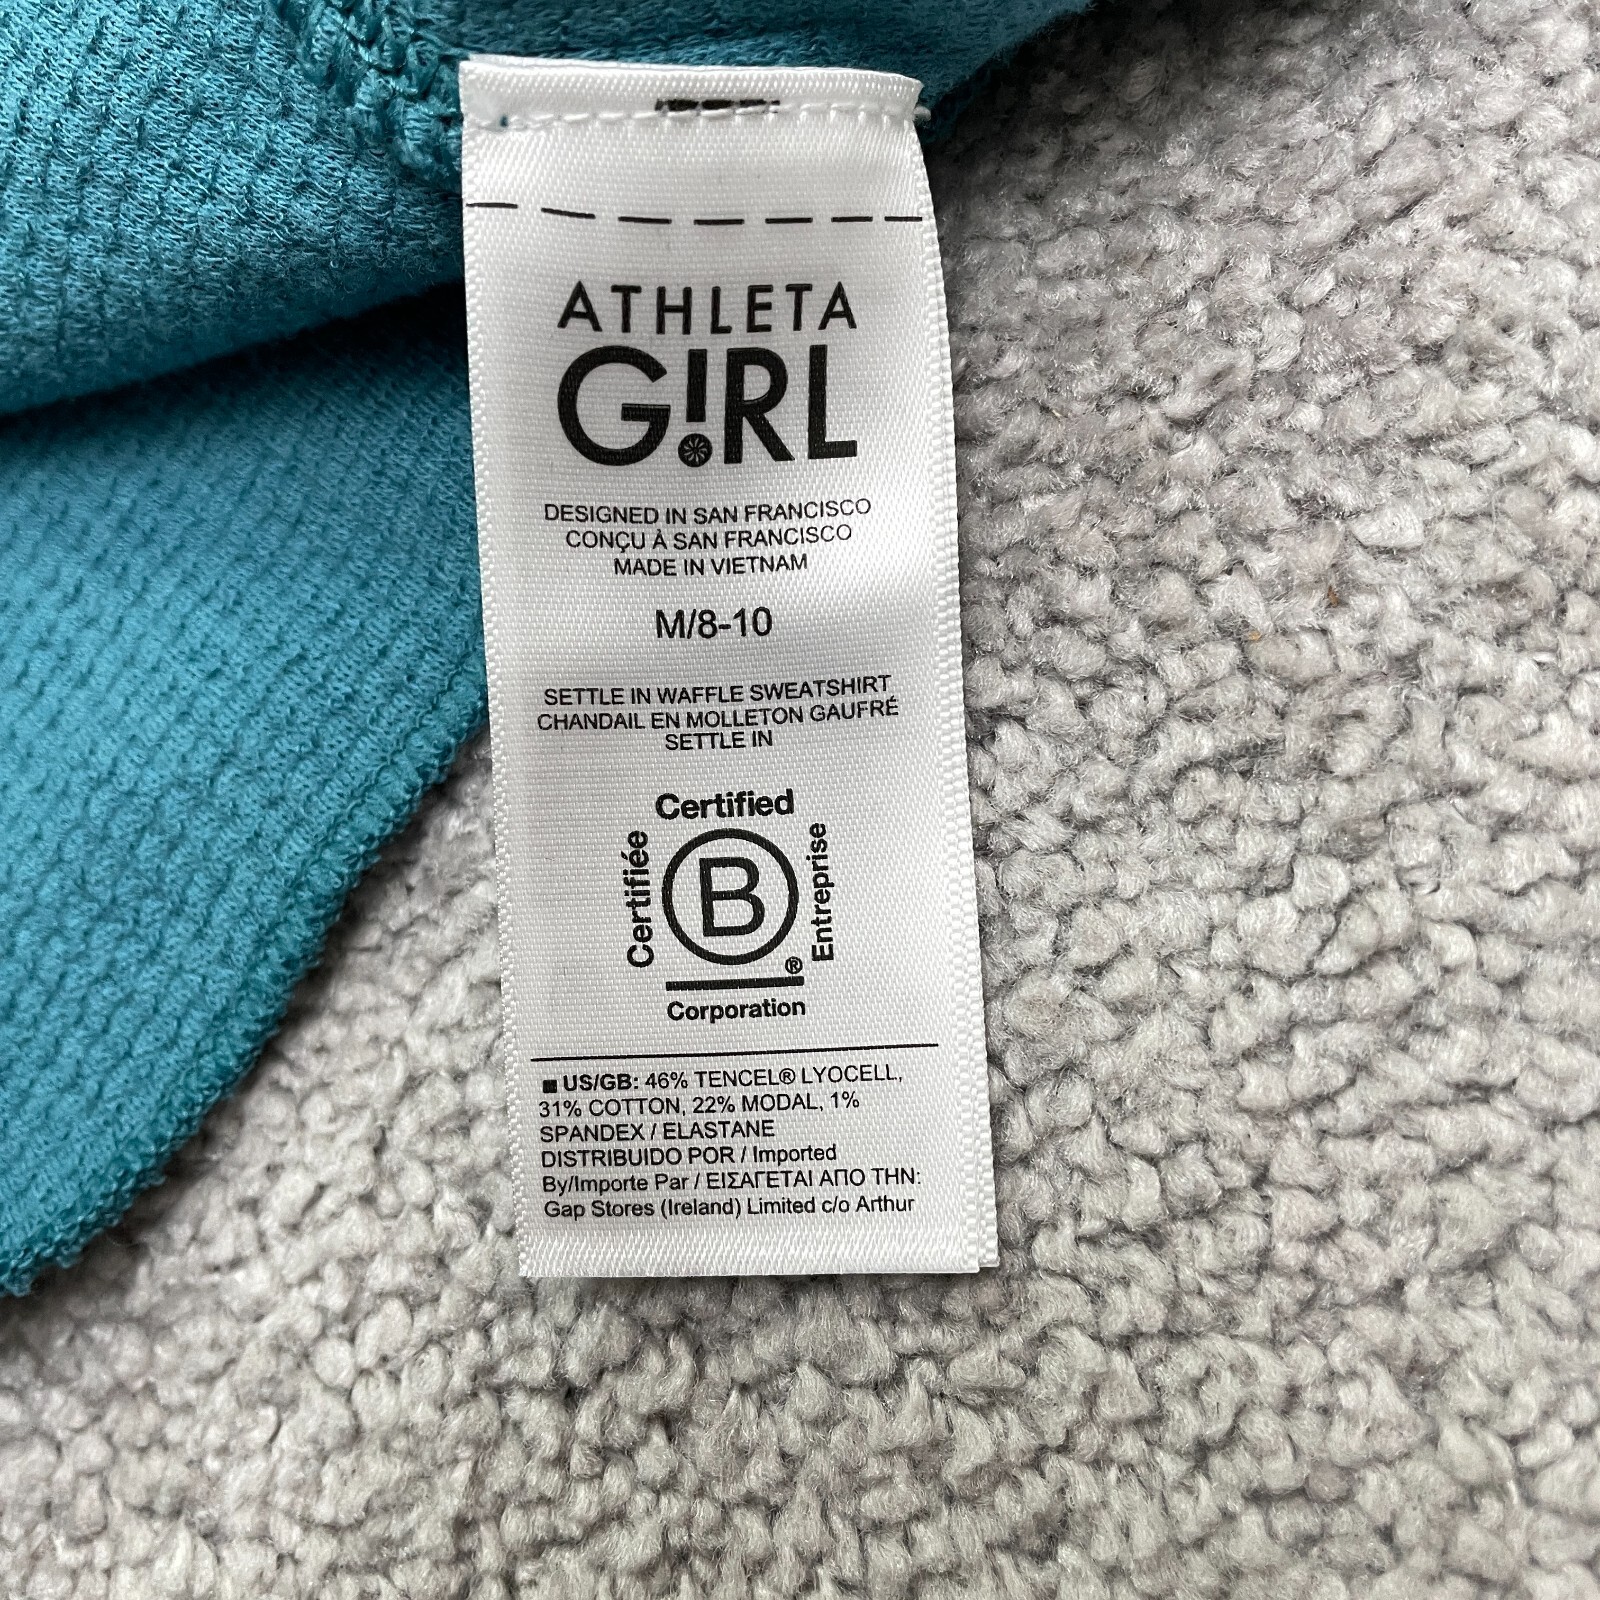 ATHLETA
G!RL
DESIGNED IN SAN FRANCISCO
CONÇU À SAN FRANCISCO
MADE IN VIETNAM
M/8-10
SETTLE IN WAFFLE SWEATSHIRT
CHANDAIL EN MOLLETON GAUFRÉ
SETTLE IN
Certified
Certifiée
B
Entreprise
®
Corporation
■ US/GB: 46% TENCEL® LYOCELL,
31% COTTON, 22% MODAL, 1%
SPANDEX / ELASTANE
DISTRIBUIDO POR / Imported
By/Importe Par / ΕΙΣΑΓΕΤΑΙ ΑΠΟ ΤΗΝ:
Gap Stores (Ireland) Limited c/o Arthur